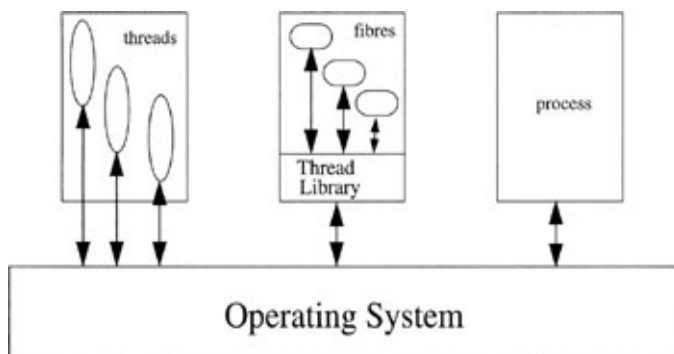 threads
fibres
process
Thread
Library
Operating System